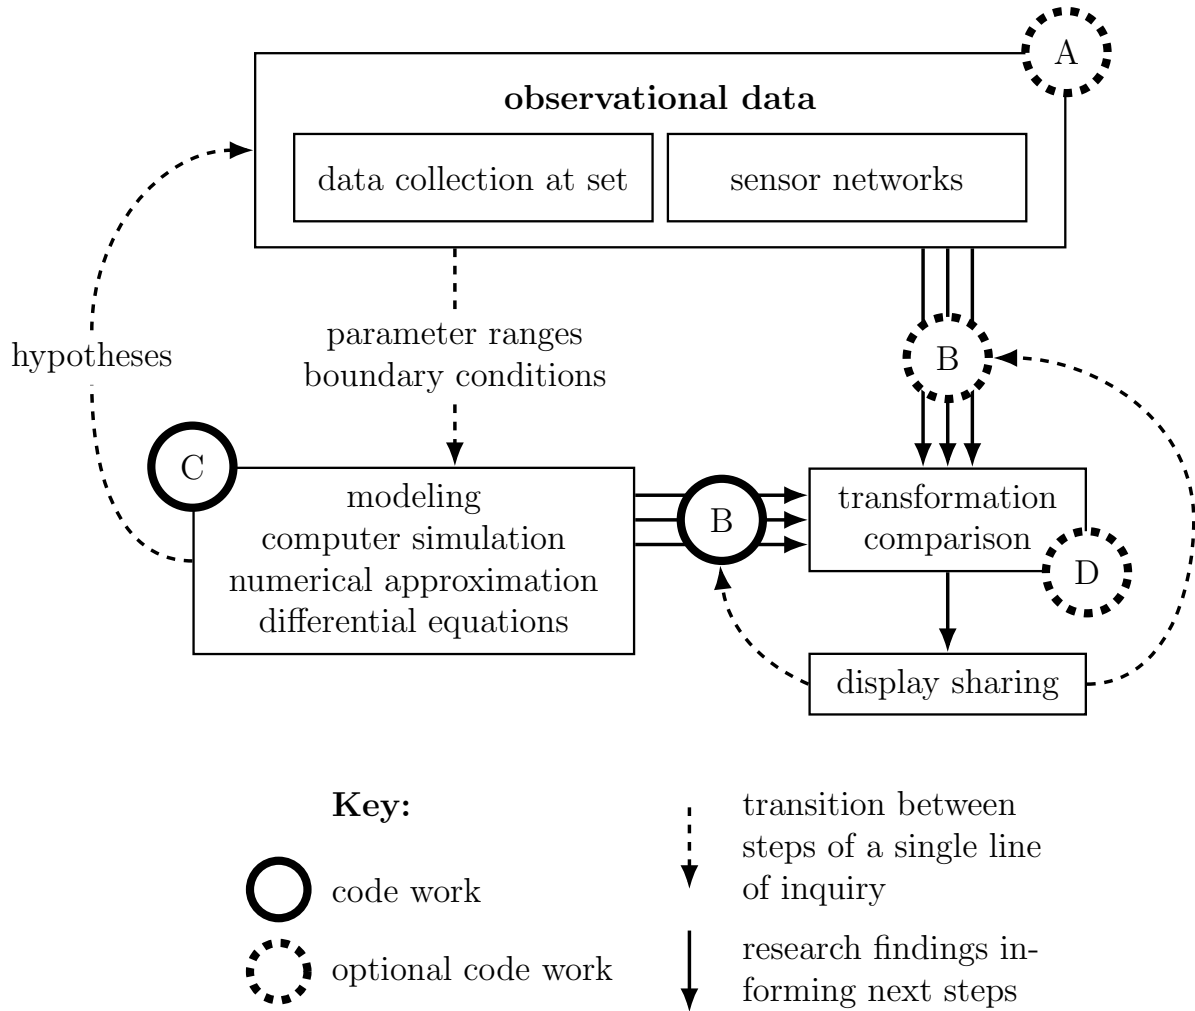 A
observational data
data collection at set
sensor networks
hypotheses
parameter ranges
boundary conditions
B
C
modeling
computer simulation
numerical approximation
differential equations
B
transformation
comparison
D
display sharing
Key:
code work
optional code work
transition between
steps of a single line
of inquiry
research findings in-
forming next steps